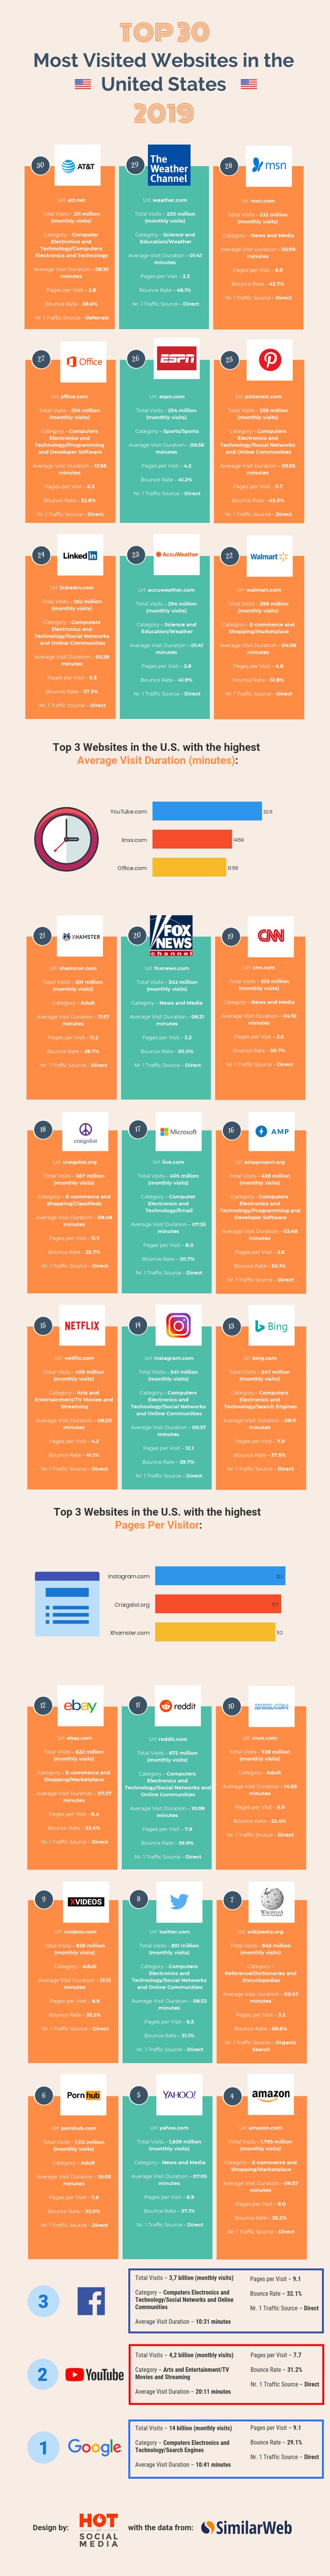 TOP 30
Most Visited Websites in the
United States
2019
30
AT&T
Url: att.net
Total Visits - 211 million
(monthly visits)
Category - Computer
Electronics and
Technology/Computers
Electronics and Technology
Average Visit Duration - 08:10
minutes
Pages per Visit - 2.8
Bounce Rate - 58.6%
Nr. 1 Traffic Source - Referrals
29
The
Weather
Channel
Url: weather.com
Total Visits - 230 million
(monthly visits)
Category - Science and
Education/Weather
Average Visit Duration - 01:41
minutes
Pages per Visit - 2.3
Bounce Rate - 46.1%
Nr. 1 Traffic Source - Direct
28
msn
Url: msn.com
Total Visits - 232 million
(monthly visits)
Category - News and Media
Average Visit Duration - 05:59
minutes
Pages per Visit - 6.9
Bounce Rate - 43.7%
Nr. 1 Traffic Source - Direct
27
Office
Url: office.com
Total Visits - 254 million
(monthly visits)
Category - Computers
Electronics and
Technology/Programming
and Developer Software
Average Visit Duration - 13:56
minutes
Pages per Visit - 6.3
Bounce Rate - 32.8%
Nr. 1 Traffic Source - Direct
26
ESPN
Url: espn.com
Total Visits - 254 million
(monthly visits)
Category - Sports/Sports
Average Visit Duration - 09:36
minutes
Pages per Visit - 4.2
Bounce Rate - 41.2%
Nr. 1 Traffic Source - Direct
25
Url: pinterest.com
Total Visits - 259 million
(monthly visits)
Category - Computers
Electronics and
Technology/Social Networks
and Online Communities
Average Visit Duration - 05:55
minutes
Pages per Visit - 5.7
Bounce Rate - 45.3%
Nr. 1 Traffic Source - Direct
24
Linked in
Url: linkedin.com
Total Visits - 262 million
(monthly visits)
Category - Computers
Electronics and
Technology/Social Networks
and Online Communities
minutes
Bounce Rate - 37.3%
Nr. 1 Traffic Source - Direct
23
AccuWeather
Url: accuweather.com
Total Visits - 294 million
(monthly visits)
Category - Science and
Education/Weather
Average Visit Duration - 01:41
minutes
Pages per Visit - 2.8
Bounce Rate - 41.9%
Nr. 1 Traffic Source - Direct
22
Walmart
Url: walmart.com
Total Visits - 299 million
(monthly visits)
Category - E-commerce and
Shopping/Marketplace
Average Visit Duration - 04:08
minutes
Pages per Visit - 4.8
Bounce Rate - 51.8%
Nr. 1 Traffic Source - Direct
Top 3 Websites in the U.S. with the highest
Average Visit Duration (minutes):
YouTube.com
20:11
Xnxx.com
14:59
Office.com
13:56
21
XHAMSTER
Url: xhamster.com
Total Visits - 301 million
(monthly visits)
Category - Adult
Average Visit Duration - 11:57
minutes
Pages per Visit - 11.2
Bounce Rate - 28.7%
Nr. 1 Traffic Source - Direct
20
FOX
NEWS
channel
Url: foxnews.com
Total Visits - 342 million
(monthly visits)
Category - News and Media
Average Visit Duration - 06:21
minutes
Pages per Visit - 3.2
Bounce Rate - 50.0%
Nr. 1 Traffic Source - Direct
19
CNN
Url: cnn.com
Total Visits - 355 million
(monthly visits)
Category - News and Media
Average Visit Duration - 04:10
minutes
Pages per Visit - 2.5
Bounce Rate - 50.7%
Nr. 1 Traffic Source - Direct
18
craigslist
Url: craigslist.org
Total Visits - 387 million
(monthly visits)
Category - E-commerce and
Shopping/Classifieds
Average Visit Duration - 08:48
minutes
Pages per Visit - 11.7
Bounce Rate - 25.7%
Nr. 1 Traffic Source - Direct
17
Microsoft
Url: live.com
Total Visits - 405 million
(monthly visits)
Category - Computer
Electronics and
Technology/Email
Average Visit Duration - 07:35
minutes
Pages per Visit - 8.0
Bounce Rate - 20.7%
Nr. 1 Traffic Source - Direct
16
AMP
Url: ampproject.org
Total Visits - 458 million
(monthly visits)
Category - Computers
Electronics and
Technology/Programming and
Developer Software
Average Visit Duration - 02:48
minutes
Pages per Visit - 2.6
Bounce Rate - 50.1%
Nr. 1 Traffic Source - Direct
15
NETFLIX
Url: netflix.com
Total Visits - 459 million
(monthly visits)
Category - Arts and
Entertainment/TV Movies and
Streaming
Average Visit Duration - 08:20
minutes
Pages per Visit - 4.2
Bounce Rate - 41.1%
Nr. 1 Traffic Source - Direct
14
Url: instagram.com
Total Visits - 541 million
(monthly visits)
Category - Computers
Electronics and
Technology/Social Networks
and Online Communities
minutes
Pages per Visit - 12.1
Bounce Rate - 39.7%
Nr. 1 Traffic Source - Direct
13
Bing
Url: bing.com
Total Visits - 547 million
(monthly visits)
Category - Computers
Electronics and
Technology/Search Engines
Average Visit Duration - 08:11
minutes
Pages per Visit - 7.0
Bounce Rate - 37.5%
Nr. 1 Traffic Source - Direct
Top 3 Websites in the U.S. with the highest
Pages Per Visitor:
Instagram.com
12.1
Craigslist.org
11.7
Xhamster.com
11.2
12
ebay
Url: ebay.com
Total Visits - 622 million
(monthly visits)
Category - E-commerce and
Shopping/Marketplace
Average Visit Duration - 07:27
minutes
Pages per Visit - 6.4
Bounce Rate - 33.4%
Nr. 1 Traffic Source - Direct
11
reddit
Url: reddit.com
Total Visits - 672 million
(monthly visits)
Category - Computers
Electronics and
Technology/Social Networks and
Online Communities
Average Visit Duration - 10:08
minutes
Pages per Visit - 7.9
Bounce Rate - 39.9%
Nr. 1 Traffic Source - Direct
10
XNXX.COM
Url: xnxx.com
Total Visits - 728 million
(monthly visits)
Category - Adult
Average Visit Duration - 14:59
minutes
Pages per Visit - 9.9
Bounce Rate - 22.4%
Nr. 1 Traffic Source - Direct
9
XVIDEOS
Url: xvideos.com
Total Visits - 826 million
(monthly visits)
Category - Adult
Average Visit Duration - 12:13
minutes
Pages per Visit - 8.9
Bounce Rate - 23.2%
Nr. 1 Traffic Source - Direct
8
Url: twitter.com
Total Visits - 851 million
(monthly visits)
Category - Computers
Electronics and
Technology/Social Networks
and Online Communities
Average Visit Duration - 08:33
minutes
Pages per Visit - 8.5
Bounce Rate - 31.1%
Nr. 1 Traffic Source - Direct
7
WIKIPEDIA
Url: wikipedia.org
Total Visits - 945 million
(monthly visits)
Category -
Reference/Dictionaries and
Encyclopedias
Average Visit Duration - 03:47
minutes
Pages per Visit - 3.2
Bounce Rate - 58.6%
Nr. 1 Traffic Source - Organic
Search
6
Porn hub
Url: pornhub.com
Total Visits - 1,112 million
(monthly visits)
Category - Adult
Average Visit Duration - 10:05
minutes
Pages per Visit - 7.8
Bounce Rate - 32.0%
Nr. 1 Traffic Source - Direct
5
YAHOO!
Url: yahoo.com
Total Visits - 1,609 million
(monthly visits)
Category - News and Media
Average Visit Duration - 07:05
minutes
Pages per Visit - 6.9
Bounce Rate - 37.1%
Nr. 1 Traffic Source - Direct
4
amazon
Url: amazon.com
Total Visits - 1,795 million
(monthly visits)
Category - E-commerce and
Shopping/Marketplace
Average Visit Duration - 06:57
minutes
Pages per Visit - 9.0
Bounce Rate - 35.2%
Nr. 1 Traffic Source - Direct
3
Total Visits - 3,7 billion (monthly visits)
Category - Computers Electronics and
Technology/Social Networks and Online
Communities
Average Visit Duration - 10:31 minutes
Pages per Visit - 9.1
Bounce Rate - 32.1%
Nr. 1 Traffic Source - Direct
2
YouTube
Total Visits - 4,2 billion (monthly visits)
Category - Arts and Entertainment/TV
Movies and Streaming
Average Visit Duration - 20:11 minutes
Pages per Visit - 7.7
Bounce Rate - 31.2%
Nr. 1 Traffic Source - Direct
1
Google
Total Visits - 14 billion (monthly visits)
Category - Computers Electronics and
Technology/Search Engines
Average Visit Duration - 10:41 minutes
Pages per Visit - 9.1
Bounce Rate - 29.1%
Nr. 1 Traffic Source - Direct
Design by:
HOT
IN
SOCIAL
MEDIA
with the data from:
SimilarWeb